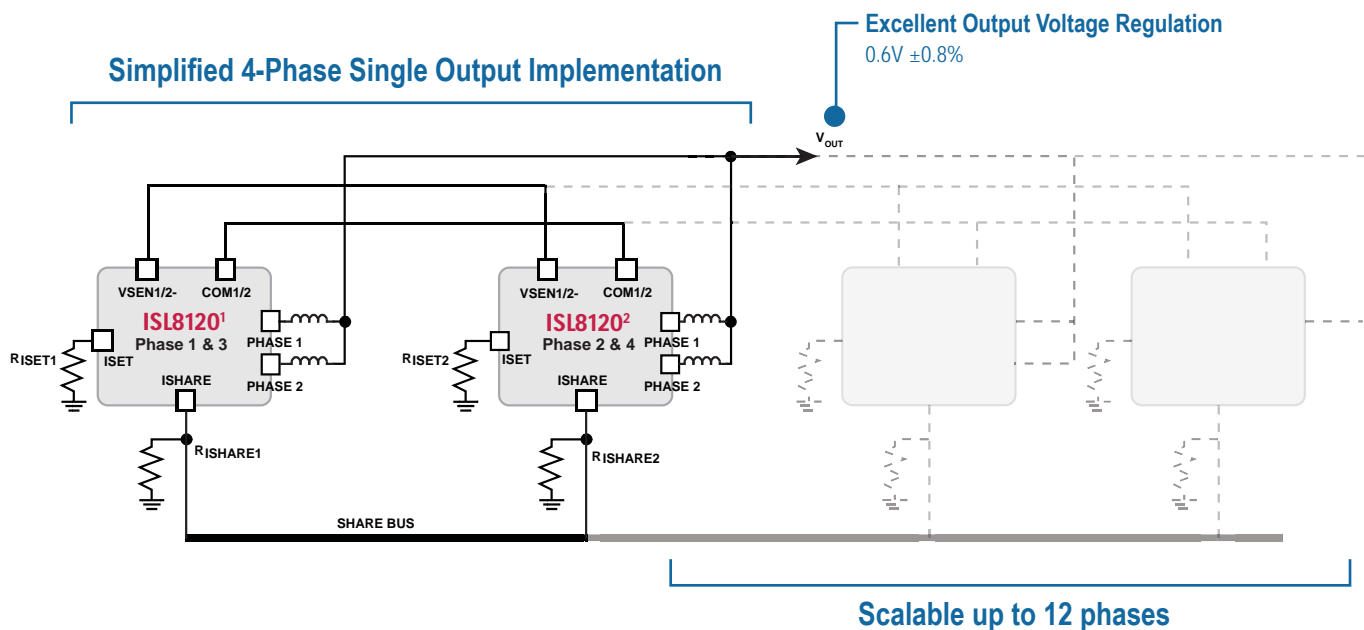 Excellent Output Voltage Regulation
0.6V ±0.8%
Simplified 4-Phase Single Output Implementation
VOUT
VSEN1/2-
COM1/2
ISL8120¹
Phase 1 & 3
PHASE 1
PHASE 2
RISET1
ISET
ISHARE
RISHARE1
VSEN1/2-
COM1/2
ISL8120²
Phase 2 & 4
PHASE 1
PHASE 2
RISET2
ISET
ISHARE
RISHARE2
SHARE BUS
Scalable up to 12 phases